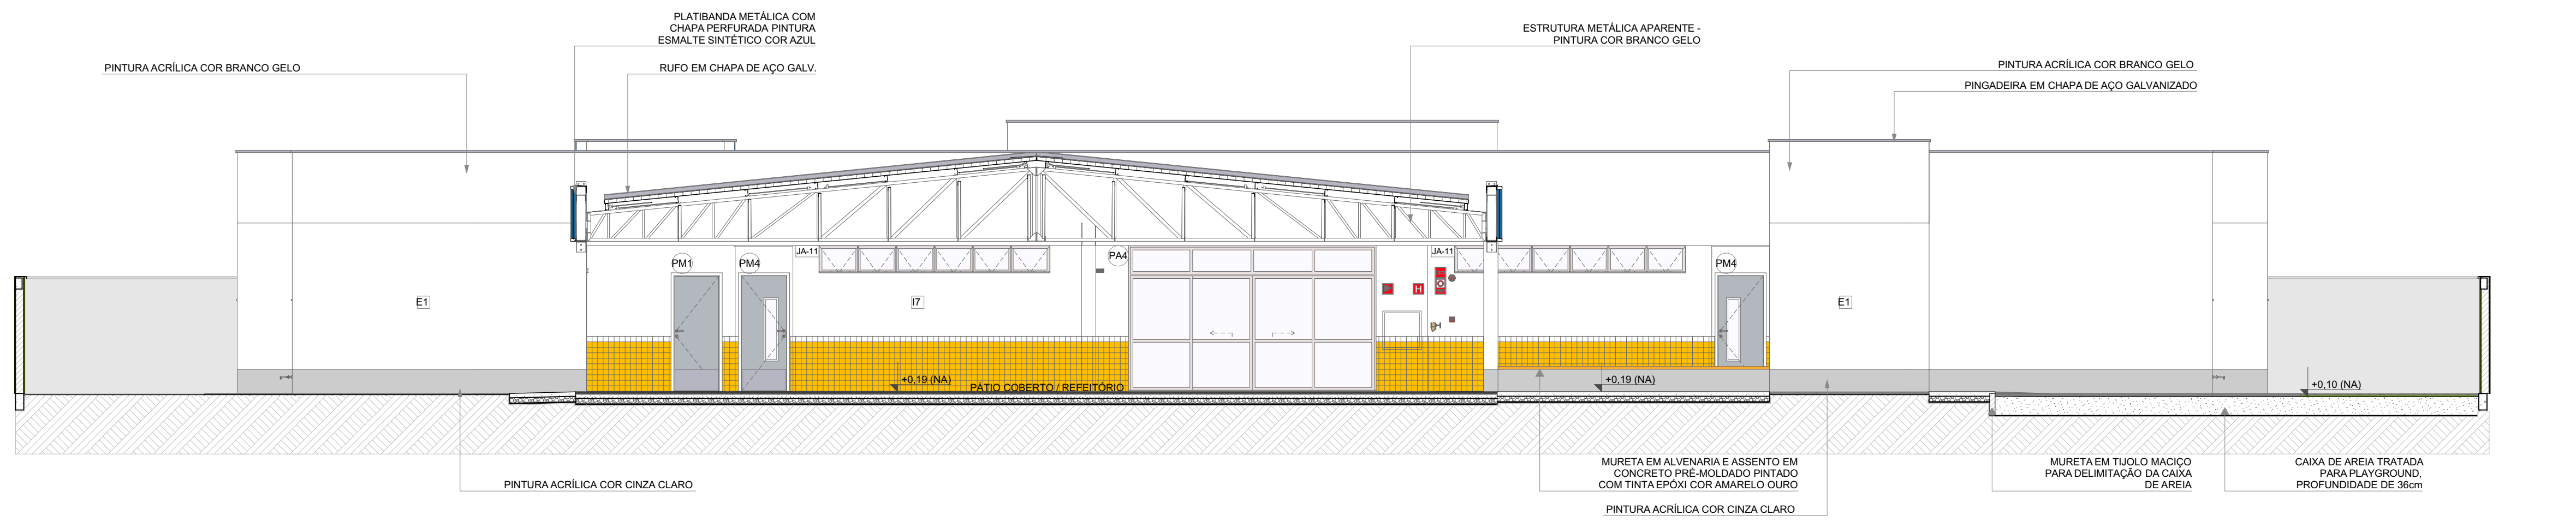 PLATIBANDA METÁLICA COM
CHAPA PERFURADA PINTURA
ESMALTE SINTÉTICO COR AZUL
ESTRUTURA METÁLICA APARENTE -
PINTURA COR BRANCO GELO
PINTURA ACRÍLICA COR BRANCO GELO
RUFO EM CHAPA DE AÇO GALV.
PINTURA ACRÍLICA COR BRANCO GELO
PINGADEIRA EM CHAPA DE AÇO GALVANIZADO
JA-11
PA4
JA-11
PM1
PM4
PM4
H
E1
I7
E1
+0,19 (NA)
PÁTIO COBERTO / REFEITÓRIO
+0,19 (NA)
+0,10 (NA)
PINTURA ACRÍLICA COR CINZA CLARO
MURETA EM ALVENARIA E ASSENTO EM
CONCRETO PRÉ-MOLDADO PINTADO
COM TINTA EPÓXI COR AMARELO OURO
PINTURA ACRÍLICA COR CINZA CLARO
MURETA EM TIJOLO MACIÇO
PARA DELIMITAÇÃO DA CAIXA
DE AREIA
CAIXA DE AREIA TRATADA
PARA PLAYGROUND,
PROFUNDIDADE DE 36cm